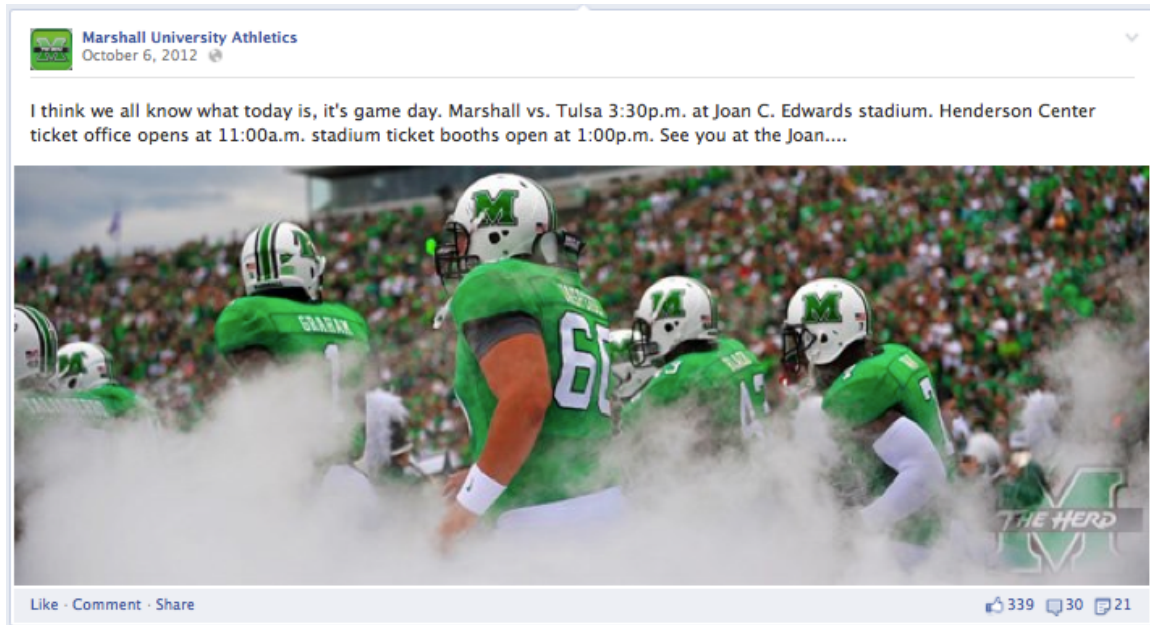 Marshall University Athletics
October 6, 2012
I think we all know what today is, it's game day. Marshall vs. Tulsa 3:30p.m. at Joan C. Edwards stadium. Henderson Center
ticket office opens at 11:00a.m. stadium ticket booths open at 1:00p.m. See you at the Joan....
M
M
GRAHAM
60
M
THE HERD
Like · Comment · Share
339 30 21